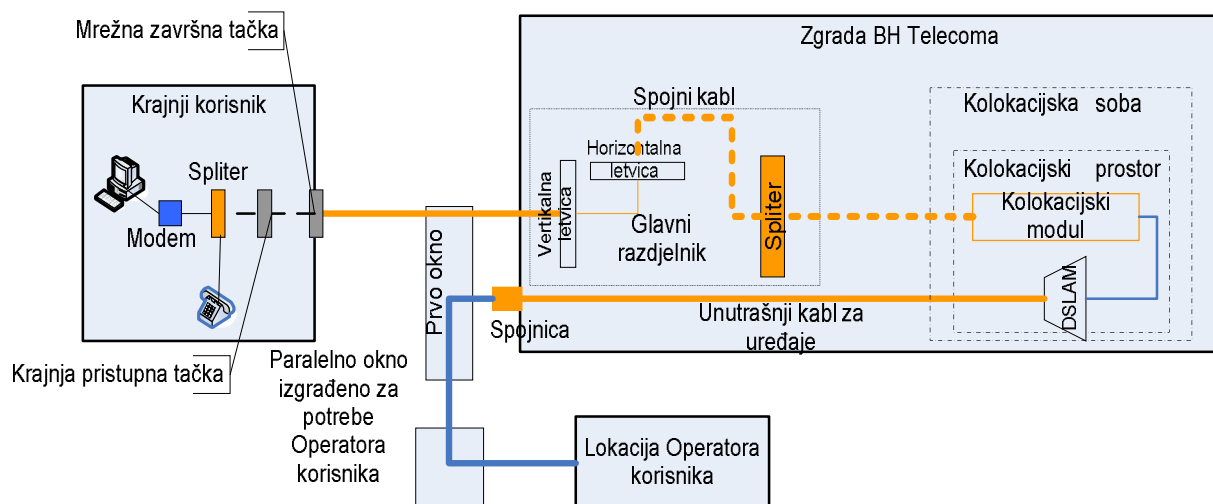 Mrežna završna tačka
Krajnji korisnik
Spliter
Modem
Krajnja pristupna tačka
Paralelno okno
izgrađeno za
potrebe
Operatora
korisnika
Prvo okno
Spojnica
Lokacija Operatora
korisnika
Zgrada BH Telecoma
Spojni kabl
Horizontalna
letvica
Vertikalna
letvica
Glavni
razdjelnik
Spliter
Unutrašnji kabl za
uređaje
Kolokacijska soba
Kolokacijski prostor
Kolokacijski
modul
DSLAM